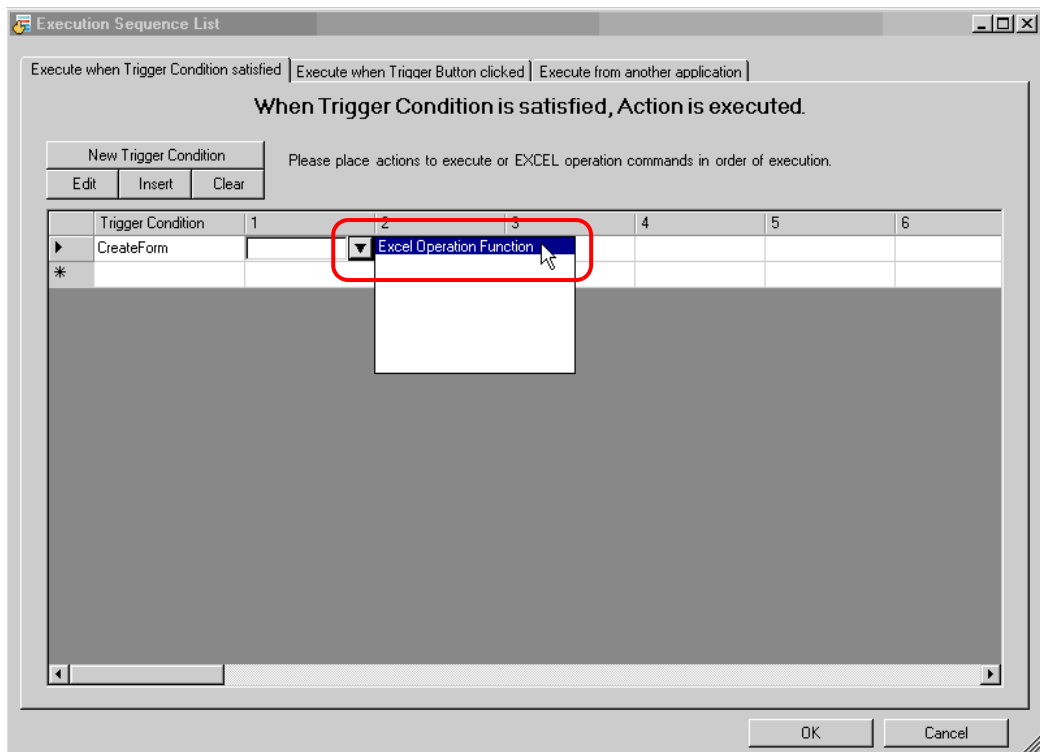 Execution Sequence List
Execute when Trigger Condition satisfied Execute when Trigger Button clicked Execute from another application
When Trigger Condition is satisfied, Action is executed.
New Trigger Condition
Please place actions to execute or EXCEL operation commands in order of execution.
Edit Insert Clear
Trigger Condition 1 2 3 4 5 6
CreateForm Excel Operation Function
OK Cancel